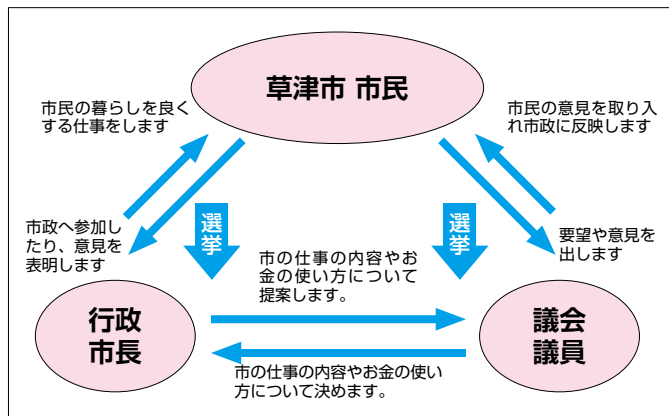 草津市 市民
市民の暮らしを良く
する仕事をします
市民の意見を取り入
れ市政に反映します
市政へ参加し
たり、意見を
表明します
選挙
選挙
要望や意見を
出します
市の仕事の内容やお
金の使い方について
提案します。
行政
市長
議会
議員
市の仕事の内容やお金の使い
方について決めます。